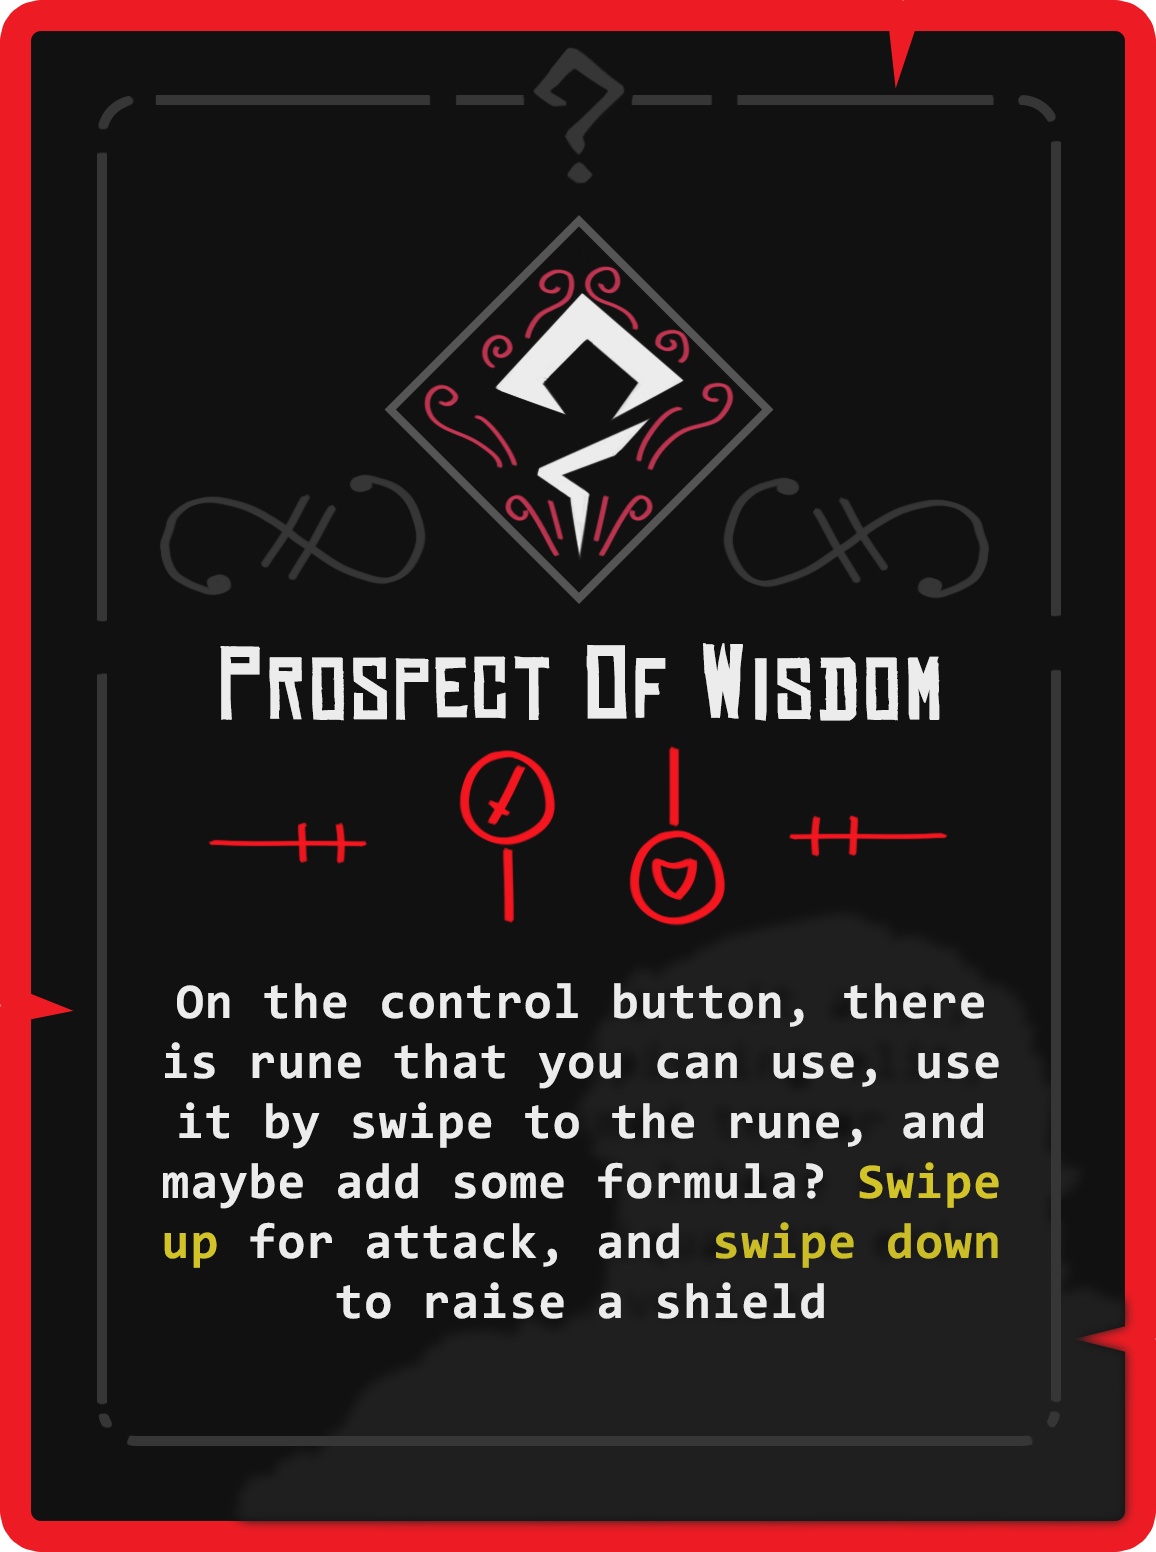 ?
Prospect Of Wisdom
On the control button, there
is rune that you can use, use
it by swipe to the rune, and
maybe add some formula? Swipe
up for attack, and swipe down
to raise a shield